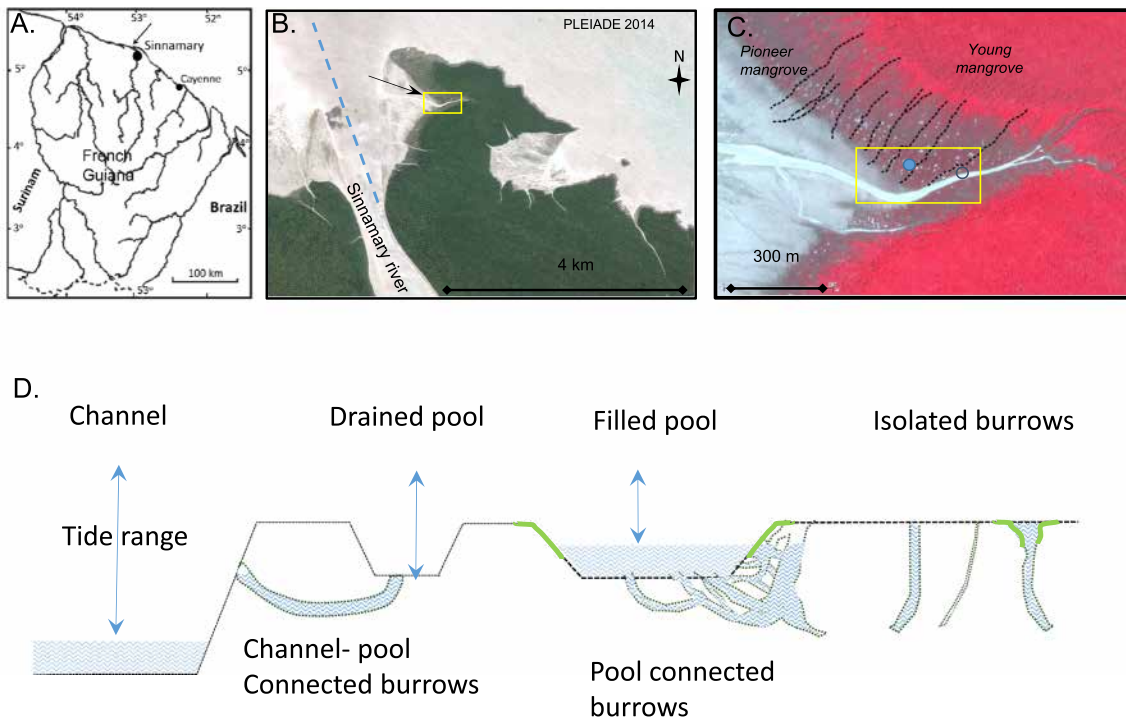 A.
54°
53°
52°
Sinnamary
Cayenne
5°
5°
4°
4°
French
Guiana
Surinam
Brazil
3°
3°
100 km
53°
B.
PLEIADE 2014
N
Sinnamary river
4 km
C.
Pioneer
mangrove
Young
mangrove
300 m
D.
Channel
Drained pool
Filled pool
Isolated burrows
Tide range
Channel- pool
Connected burrows
Pool connected
burrows